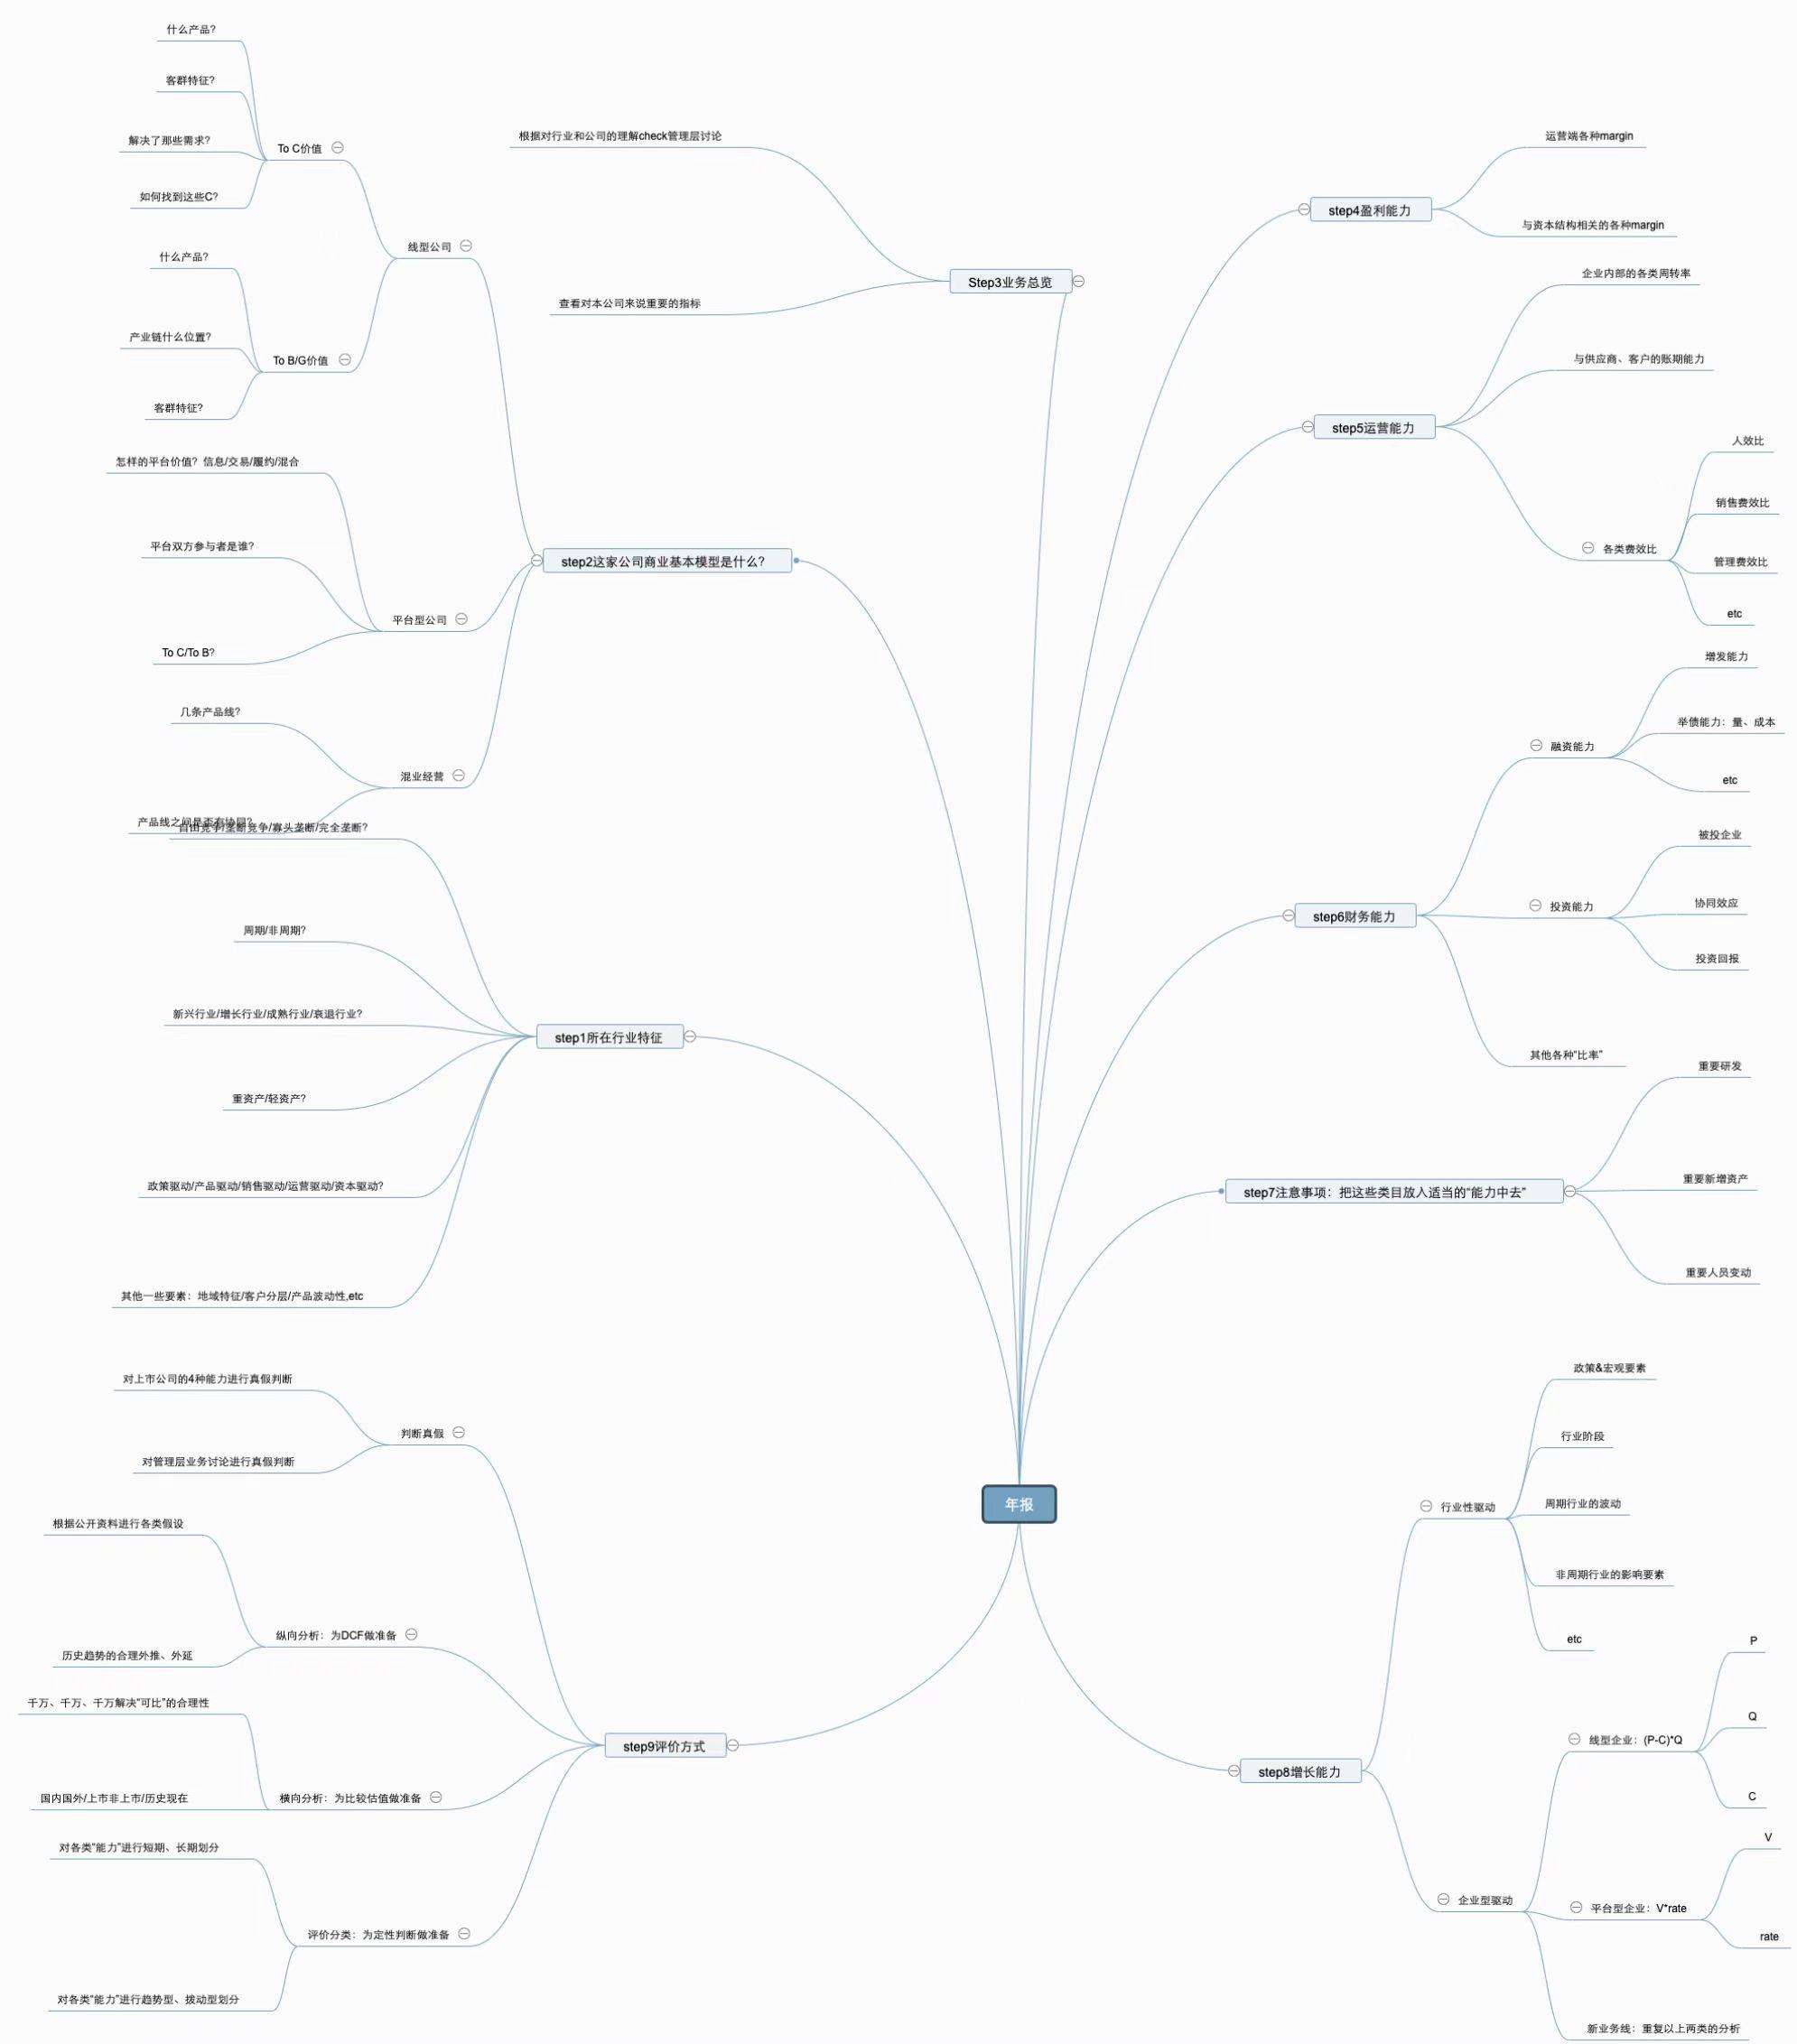 年报
step1所在行业特征
自由竞争/垄断竞争/寡头垄断/完全垄断?
周期/非周期?
新兴行业/增长行业/成熟行业/衰退行业?
重资产/轻资产?
政策驱动/产品驱动/销售驱动/运营驱动/资本驱动?
其他一些要素：地域特征/客户分层/产品波动性,etc
step2这家公司商业基本模型是什么?
线型公司
To C价值
什么产品?
客群特征?
解决了那些需求?
如何找到这些C?
To B/G价值
什么产品?
产业链什么位置?
客群特征?
平台型公司
怎样的平台价值? 信息/交易/履约/混合
平台双方参与者是谁?
To C/To B?
混业经营
几条产品线?
产品线之间是否有协同?
Step3业务总览
根据对行业和公司的理解check管理层讨论
查看对本公司来说重要的指标
step4盈利能力
运营端各种margin
与资本结构相关的各种margin
step5运营能力
企业内部的各类周转率
与供应商、客户的账期能力
各类费效比
人效比
销售费效比
管理费效比
etc
step6财务能力
融资能力
增发能力
举债能力：量、成本
etc
投资能力
被投企业
协同效应
投资回报
其他各种“比率”
step7注意事项：把这些类目放入适当的“能力中去”
重要研发
重要新增资产
重要人员变动
step8增长能力
行业性驱动
政策&宏观要素
行业阶段
周期行业的波动
非周期行业的影响要素
etc
企业型驱动
线型企业：(P-C)*Q
P
Q
C
平台型企业：V*rate
V
rate
新业务线：重复以上两类的分析
step9评价方式
判断真假
对上市公司的4种能力进行真假判断
对管理层业务讨论进行真假判断
纵向分析：为DCF做准备
根据公开资料进行各类假设
历史趋势的合理外推、外延
横向分析：为比较估值做准备
千万、千万、千万解决“可比”的合理性
国内国外/上市非上市/历史现在
评价分类：为定性判断做准备
对各类“能力”进行短期、长期划分
对各类“能力”进行趋势型、拨动型划分